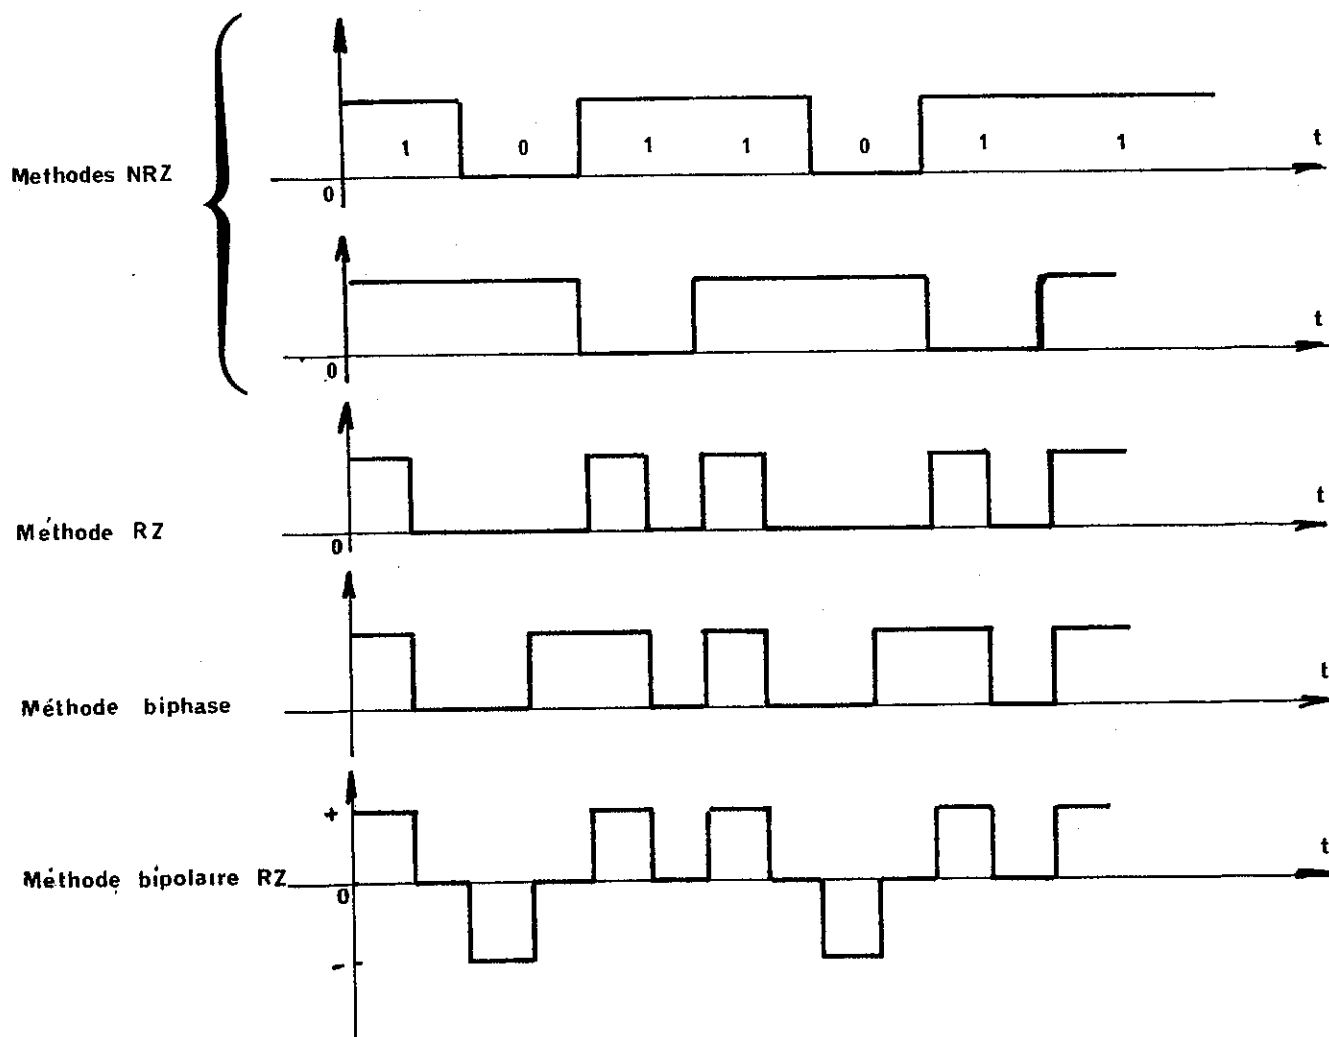 1 0 1 1 0 1 1 t
Methodes NRZ
0
t
0
t
Méthode RZ
0
t
Méthode biphase
+
t
Méthode bipolaire RZ
0
-